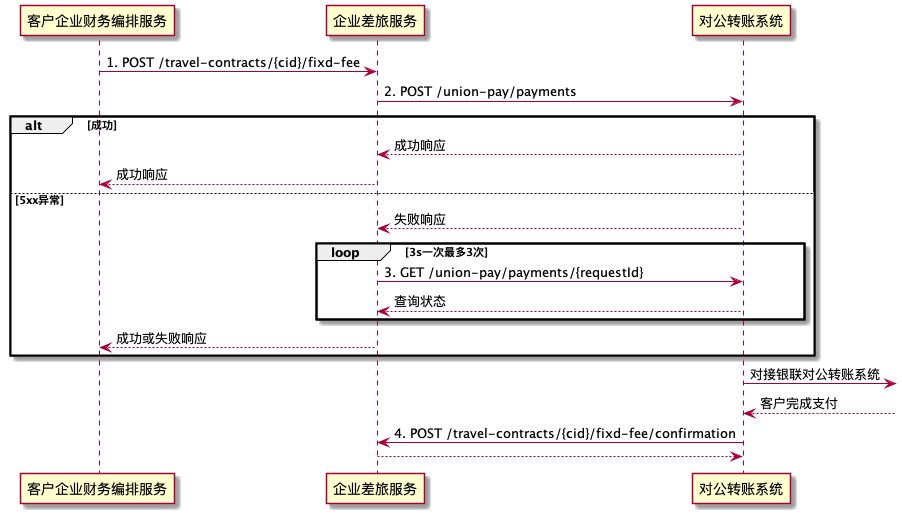 客户企业财务编排服务
企业差旅服务
对公转账系统
1. POST /travel-contracts/{cid}/fixd-fee
2. POST /union-pay/payments
alt
[成功]
成功响应
成功响应
[5xx异常]
失败响应
loop
[3s一次最多3次]
3. GET /union-pay/payments/{requestId}
查询状态
成功或失败响应
对接银联对公转账系统
客户完成支付
4. POST /travel-contracts/{cid}/fixd-fee/confirmation
客户企业财务编排服务
企业差旅服务
对公转账系统